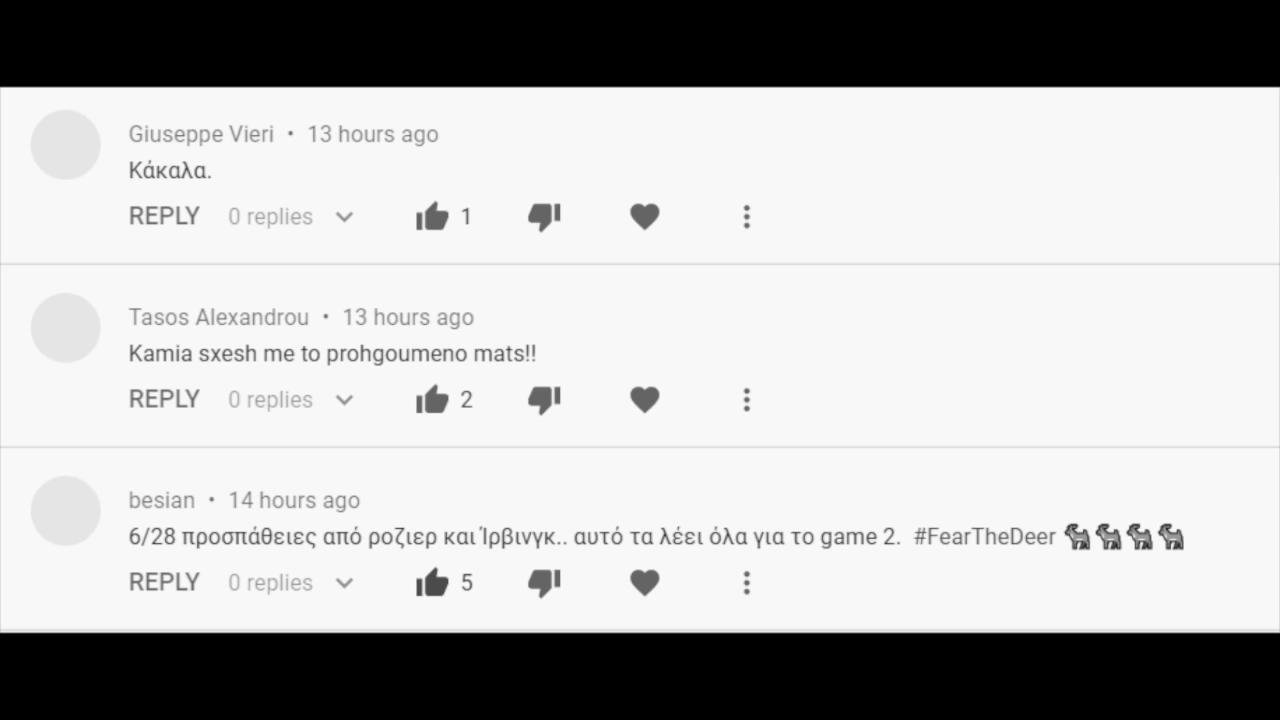 Giuseppe Vieri • 13 hours ago
Κάκαλα.
REPLY 0 replies 1
Tasos Alexandrou • 13 hours ago
Kamia sxesh me to prohgoumeno mats!!
REPLY 0 replies 2
besian • 14 hours ago
6/28 προσπάθειες από ροζιερ και Ίρβινγκ.. αυτό τα λέει όλα για το game 2. #FearTheDeer 🐐🐐🐐🐐
REPLY 0 replies 5